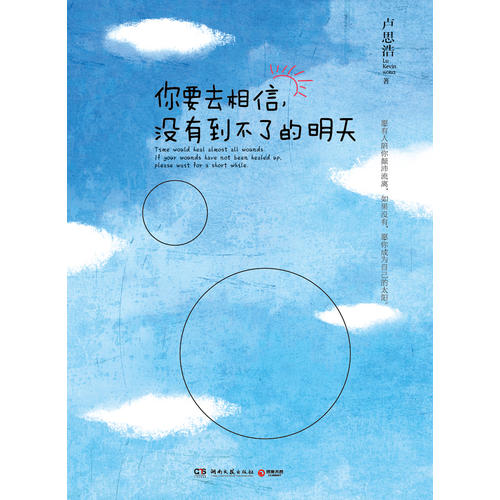 卢思浩
Lu
Kevin
著
你要去相信,
没有到不了的明天
Time would heal almost all wounds.
If your wounds have not been healed up,
please wait for a short while.
愿有人陪你颠沛流离。如果没有,愿你成为自己的太阳。
湖南文艺出版社